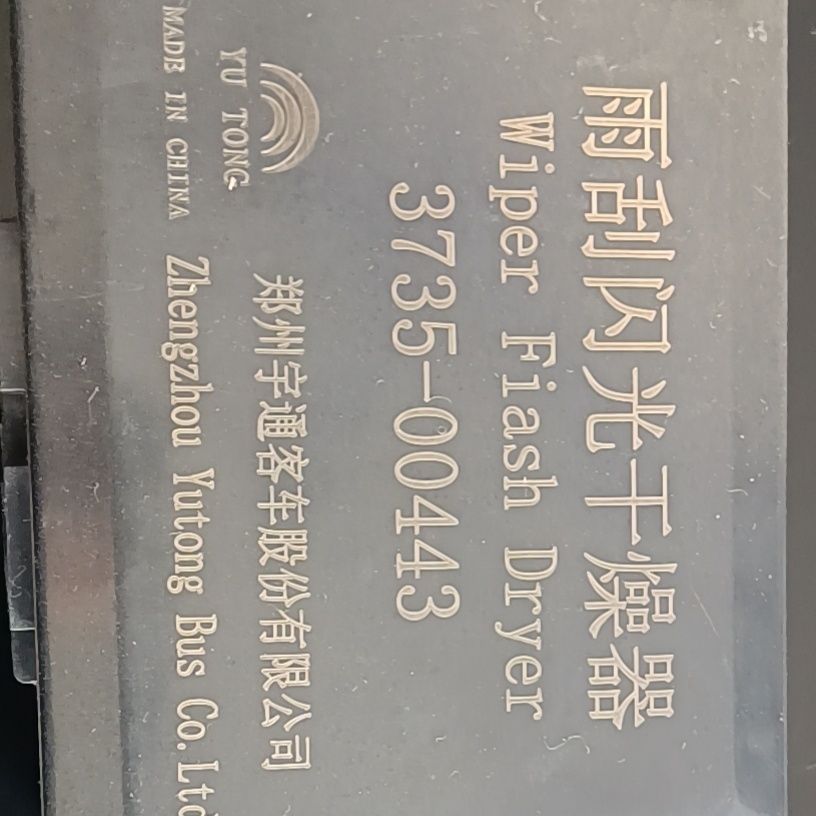 雨刮闪光干燥器
Wiper Fiash Dryer
3735-00443
郑州宇通客车股份有限公司
YU TONG
Zhengzhou Yutong Bus Co.Ltd
MADE IN CHINA